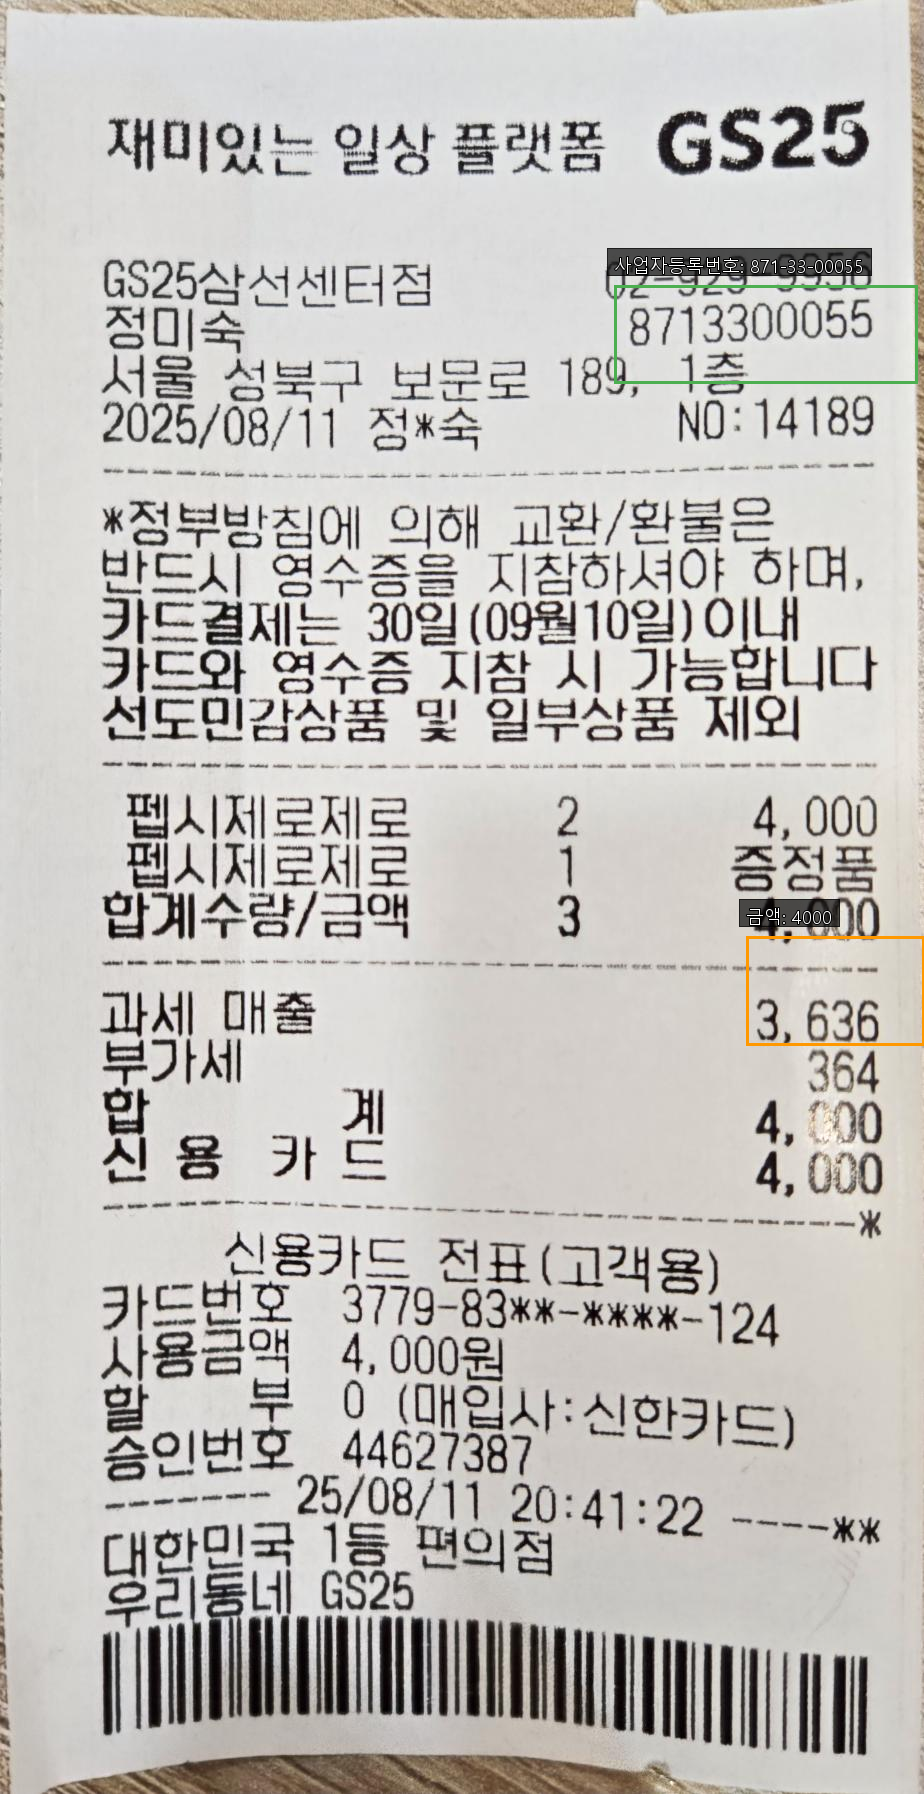 재미있는 일상 플랫폼 GS25
사업자등록번호: 871-33-00055
GS25삼선센터점 02-929-9956
정미숙 8713300055
서울 성북구 보문로 189, 1층
2025/08/11 정*숙 NO:14189
*정부방침에 의해 교환/환불은
반드시 영수증을 지참하셔야 하며,
카드결제는 30일(09월10일)이내
카드와 영수증 지참 시 가능합니다
선도민감상품 및 일부상품 제외
펩시제로제로 2 4,000
펩시제로제로 1 증정품
금액: 4000
합계수량/금액 3 4,000
과세 매출 3,636
부가세 364
합 계 4,000
신 용 카 드 4,000
*
신용카드 전표(고객용)
카드번호 3779-83**-****-124
사용금액 4,000원
할 부 0 (매입사:신한카드)
승인번호 44627387
------- 25/08/11 20:41:22 ----**
대한민국 1등 편의점
우리동네 GS25